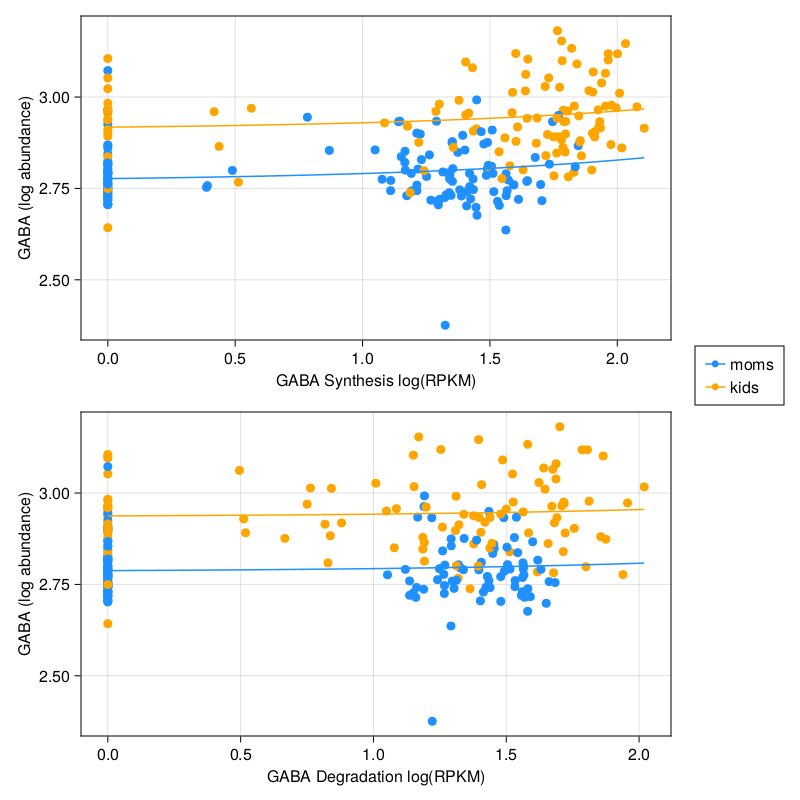 3.00
2.75
2.50
GABA (log abundance)
0.0 0.5 1.0 1.5 2.0
GABA Synthesis log(RPKM)
moms
kids
3.00
2.75
2.50
GABA (log abundance)
0.0 0.5 1.0 1.5 2.0
GABA Degradation log(RPKM)